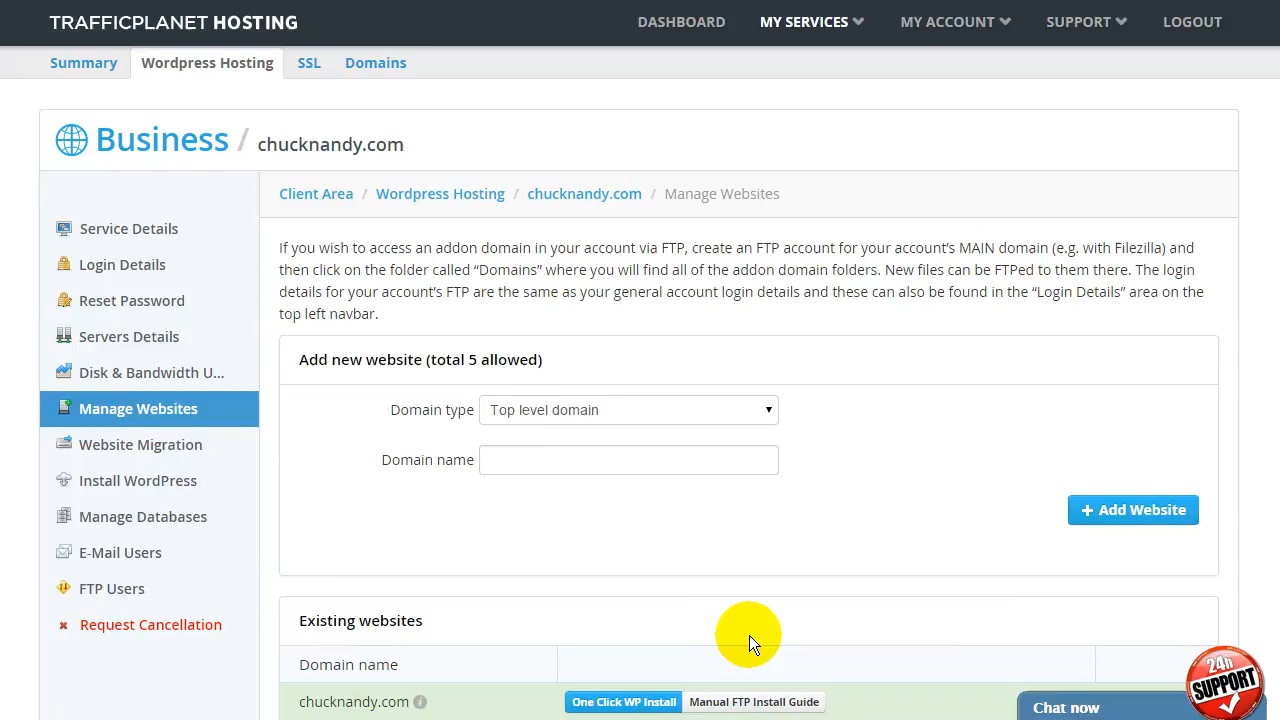 TRAFFICPLANET HOSTING
DASHBOARD MY SERVICES MY ACCOUNT SUPPORT LOGOUT
Summary Wordpress Hosting SSL Domains
Business / chucknandy.com
Client Area / Wordpress Hosting / chucknandy.com / Manage Websites
Service Details
Login Details
Reset Password
Servers Details
Disk & Bandwidth U...
Manage Websites
Website Migration
Install WordPress
Manage Databases
E-Mail Users
FTP Users
Request Cancellation
If you wish to access an addon domain in your account via FTP, create an FTP account for your account's MAIN domain (e.g. with Filezilla) and
then click on the folder called “Domains” where you will find all of the addon domain folders. New files can be FTPed to them there. The login
details for your account's FTP are the same as your general account login details and these can also be found in the “Login Details” area on the
top left navbar.
Add new website (total 5 allowed)
Domain type Top level domain
Domain name
+ Add Website
Existing websites
Domain name
chucknandy.com One Click WP Install Manual FTP Install Guide
Chat now
24h
SUPPORT